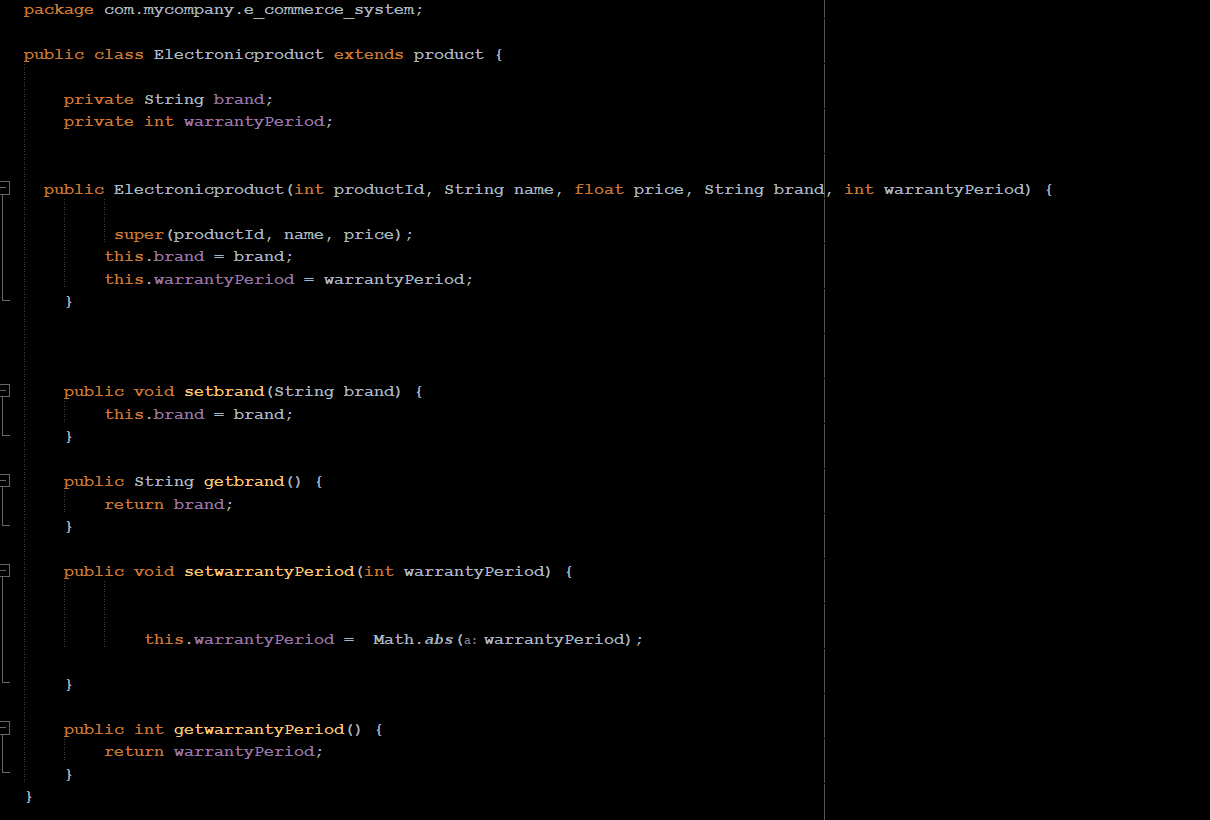 package com.mycompany.e_commerce_system;
public class Electronicproduct extends product {
private String brand;
private int warrantyPeriod;
public Electronicproduct(int productId, String name, float price, String brand, int warrantyPeriod) {
super(productId, name, price);
this.brand = brand;
this.warrantyPeriod = warrantyPeriod;
}
public void setbrand(String brand) {
this.brand = brand;
}
public String getbrand() {
return brand;
}
public void setwarrantyPeriod(int warrantyPeriod) {
this.warrantyPeriod =  Math.abs(a: warrantyPeriod);
}
public int getwarrantyPeriod() {
return warrantyPeriod;
}
}